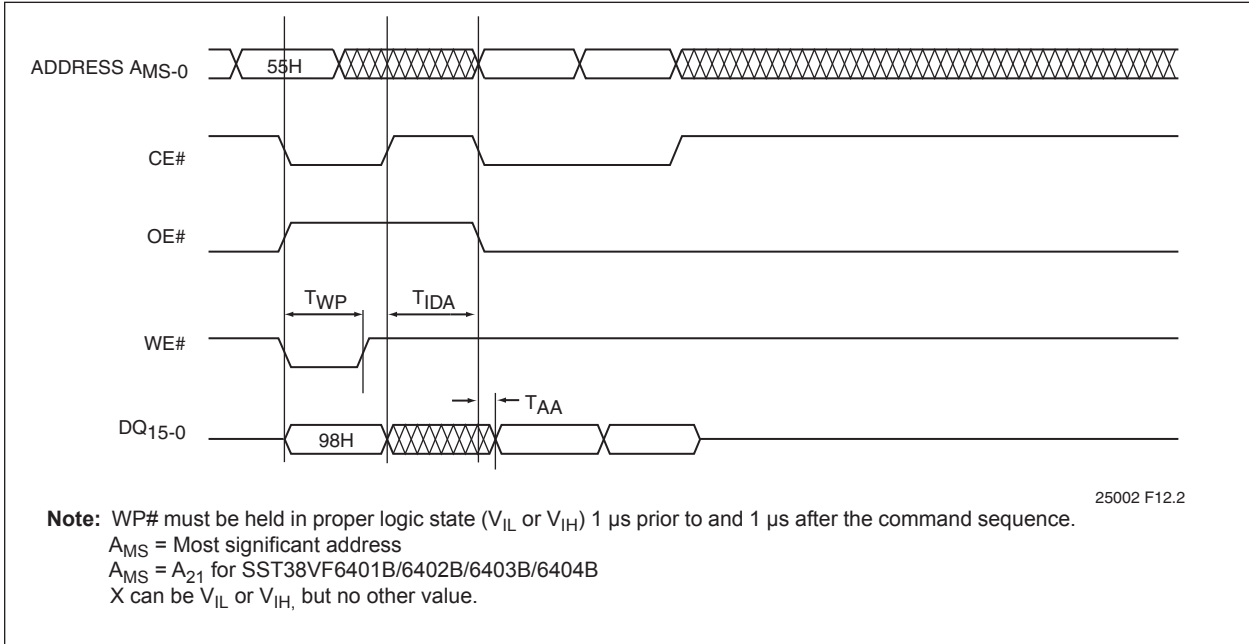 ADDRESS AMS-0
55H
CE#
OE#
TWP
TIDA
WE#
TAA
DQ15-0
98H
25002 F12.2
Note: WP# must be held in proper logic state (VIL or VIH) 1 µs prior to and 1 µs after the command sequence.
AMS = Most significant address
AMS = A21 for SST38VF6401B/6402B/6403B/6404B
X can be VIL or VIH, but no other value.